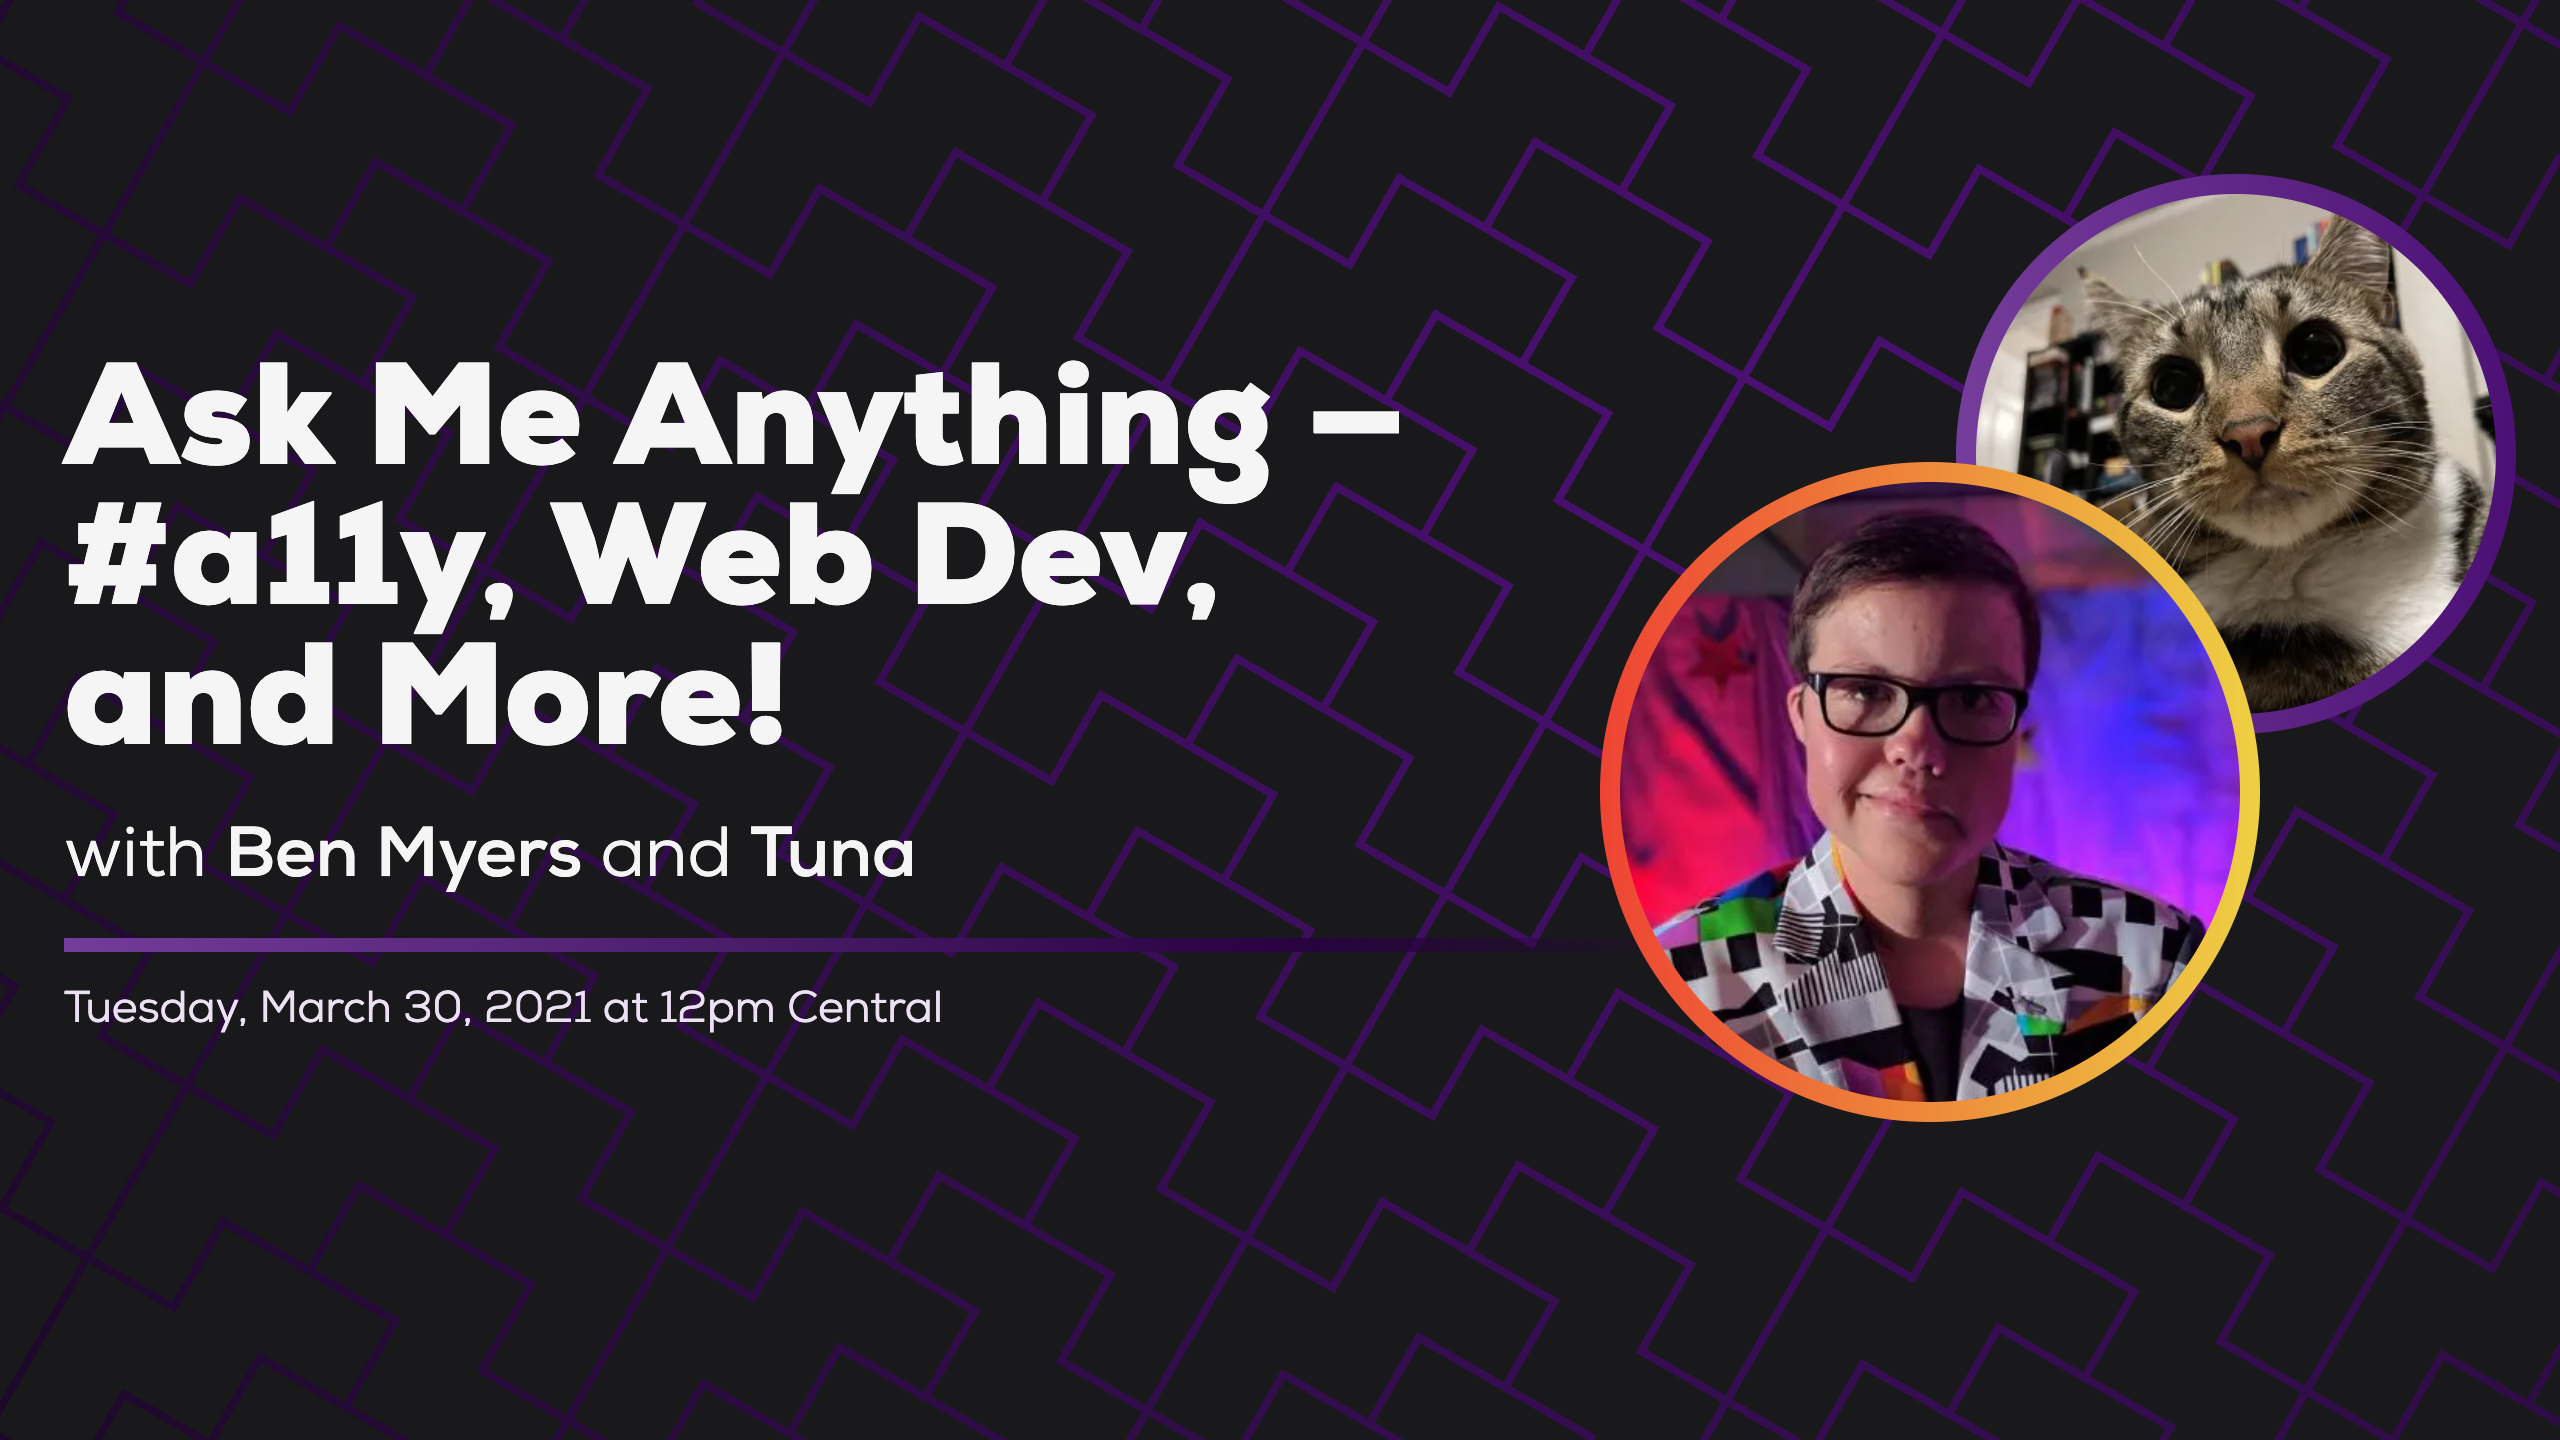 Ask Me Anything —
#a11y, Web Dev,
and More!
with Ben Myers and Tuna
Tuesday, March 30, 2021 at 12pm Central